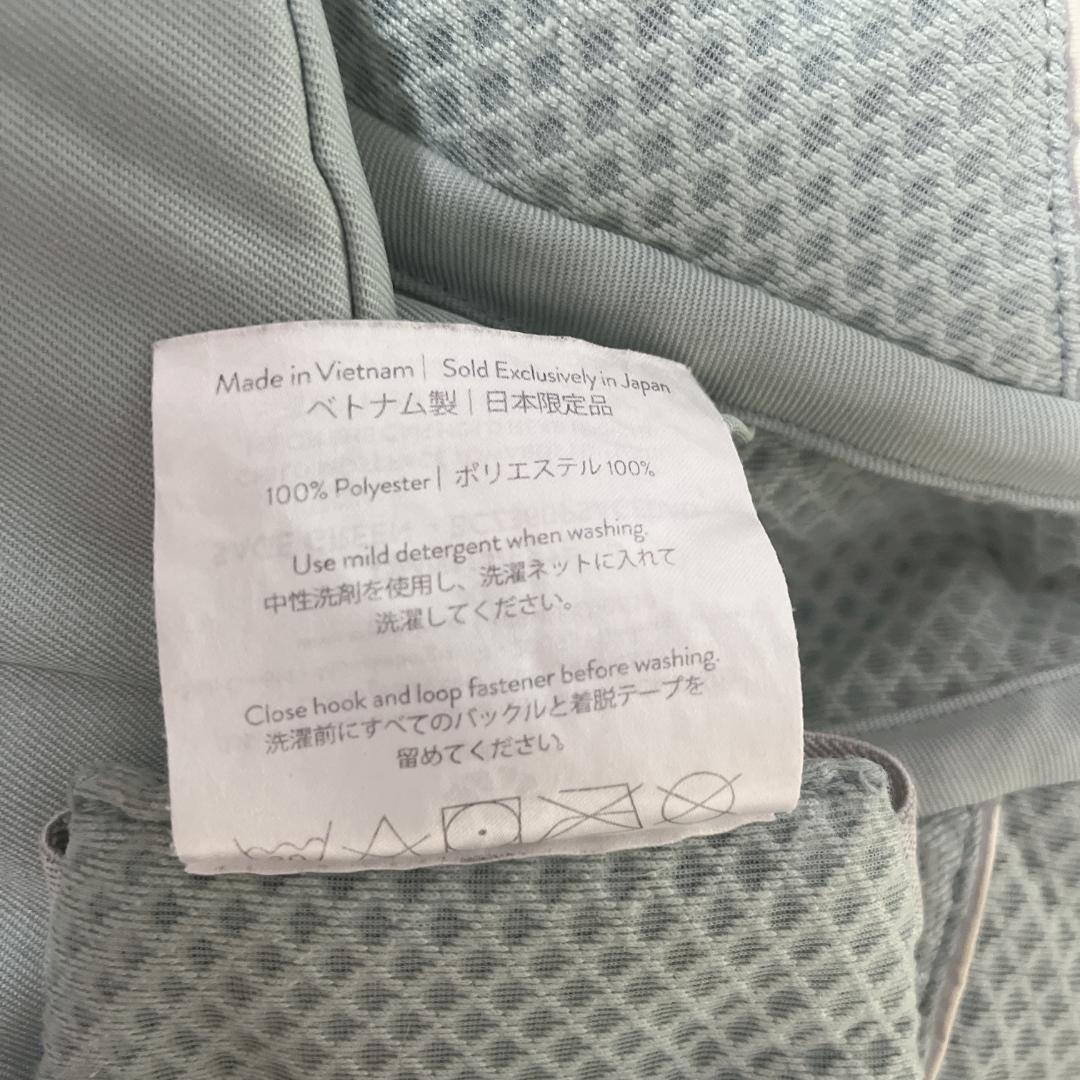 Made in Vietnam | Sold Exclusively in Japan
ベトナム製 | 日本限定品
100% Polyester | ポリエステル 100%
Use mild detergent when washing.
中性洗剤を使用し、洗濯ネットに入れて
洗濯してください。
Close hook and loop fastener before washing.
洗濯前にすべてのバックルと着脱テープを
留めてください。